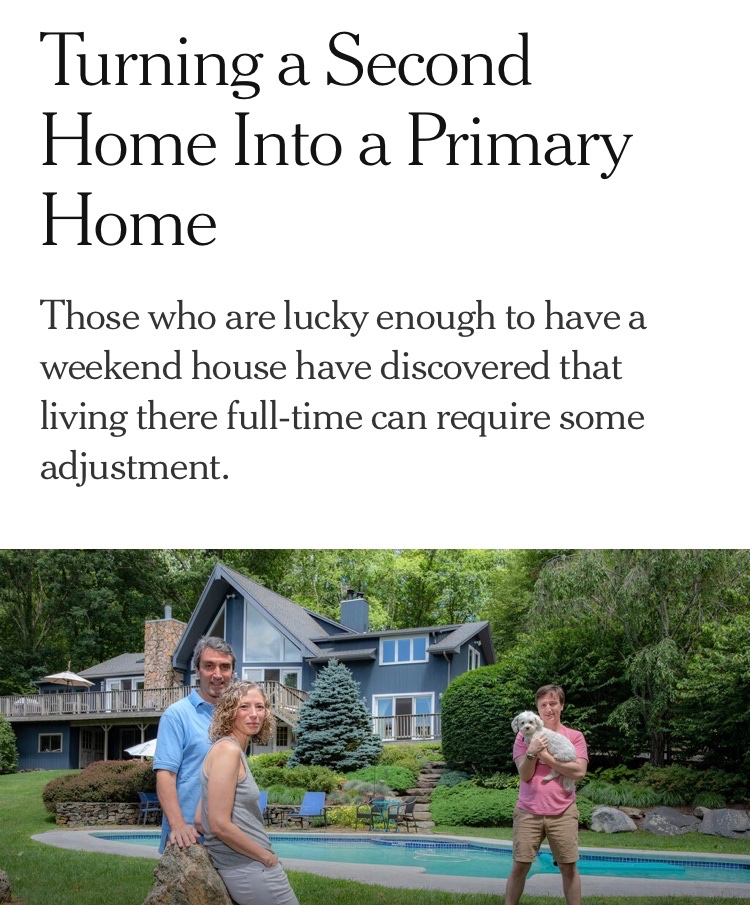 Turning a Second
Home Into a Primary
Home
Those who are lucky enough to have a
weekend house have discovered that
living there full-time can require some
adjustment.